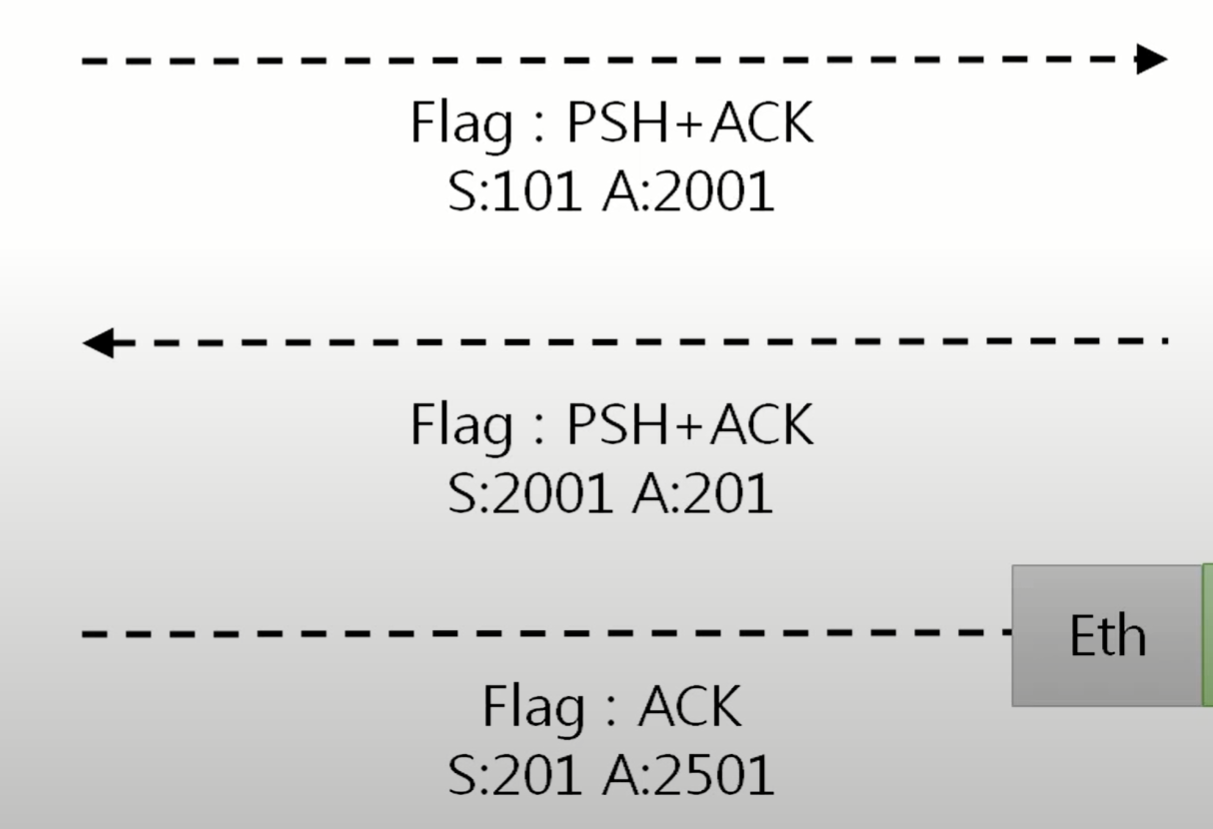 Flag : PSH+ACK
S:101 A:2001
Flag : PSH+ACK
S:2001 A:201
Eth
Flag : ACK
S:201 A:2501